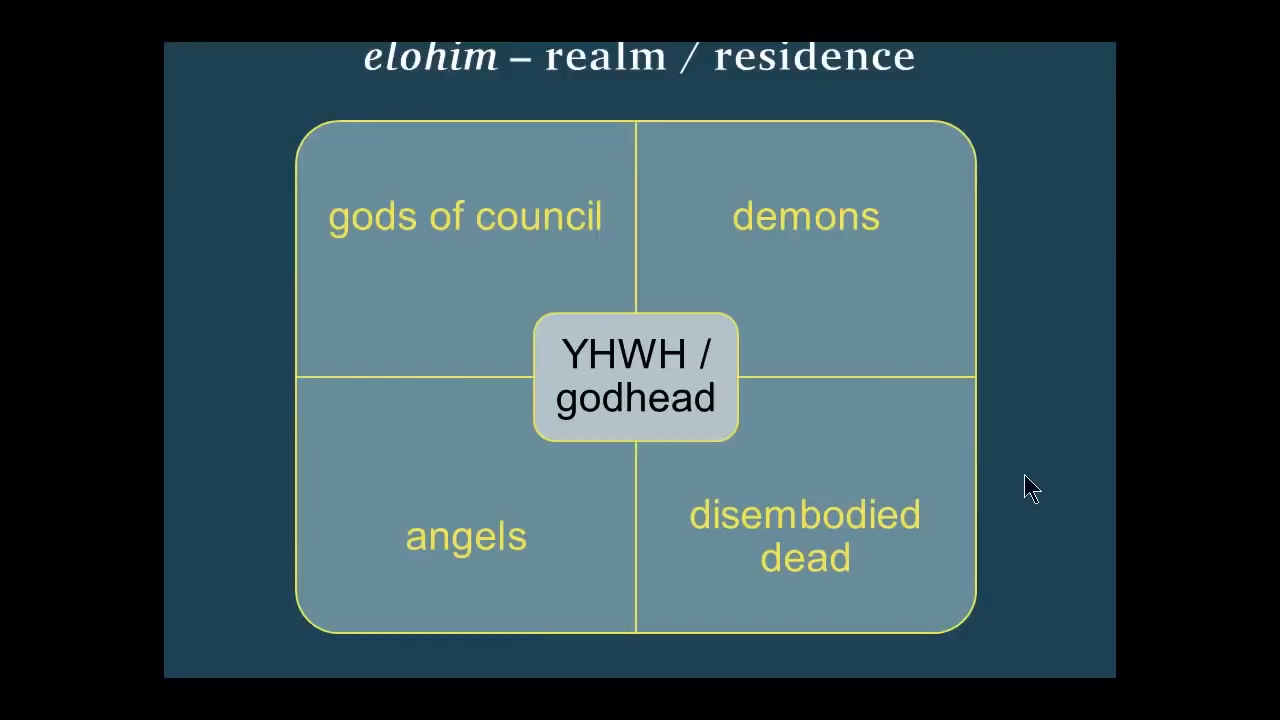 elohim – realm / residence
gods of council
demons
YHWH /
godhead
angels
disembodied
dead